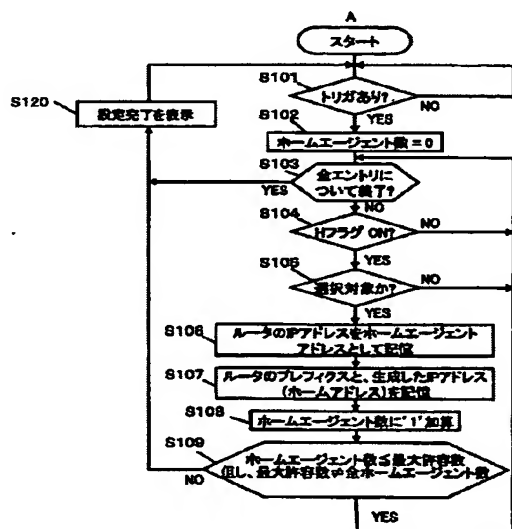 A
スタート
S101
トリガあり?
NO
YES
S102
ホームエージェント数 = 0
S103
全エントリ
について終了?
YES
NO
S104
Hフラグ ON?
NO
YES
S105
選択対象か?
NO
YES
S106
ルータのIPアドレスをホームエージェント
アドレスとして記位
S107
ルータのプレフィクスと、生成したIPアドレス
(ホームアドレス)を記位
S108
ホームエージェント数に'1'加算
S109
ホームエージェント数≦最大許容数
但し、最大許容数≠全ホームエージェント数
NO
YES
S120
設定完了を表示